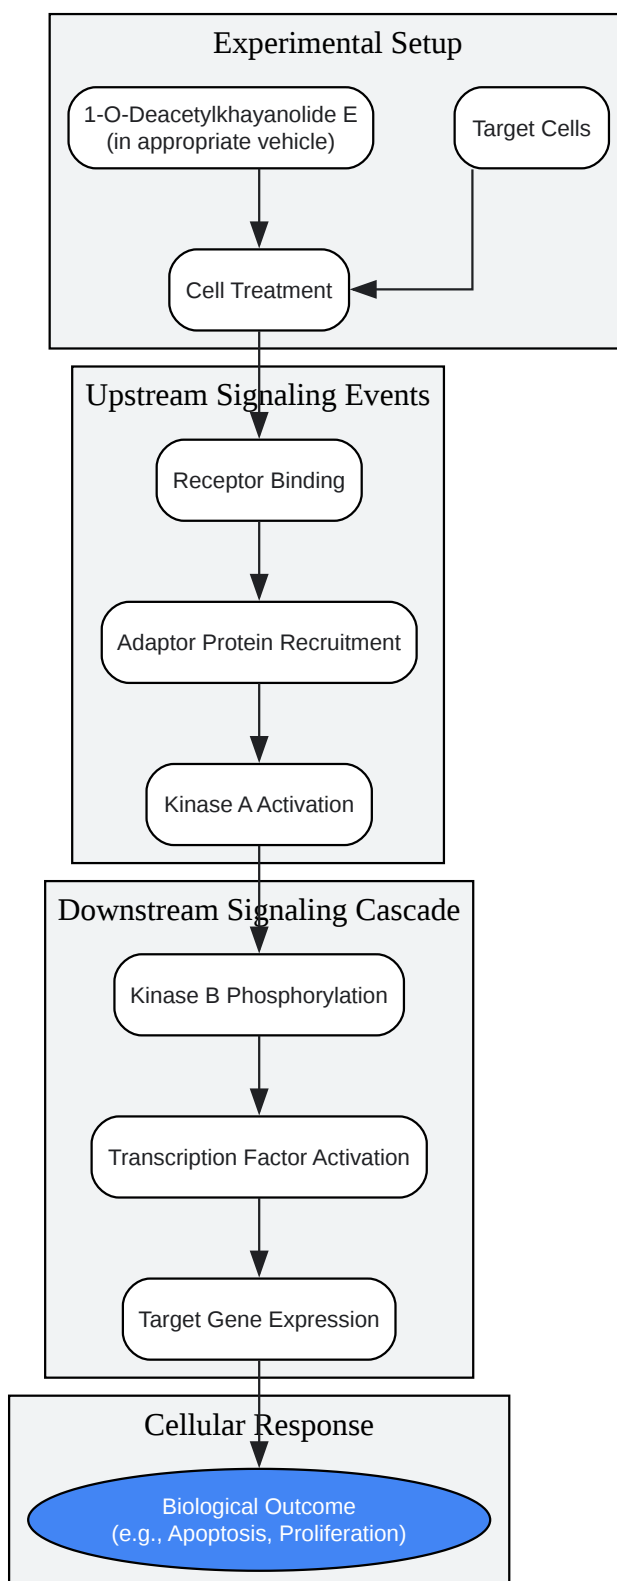 Experimental Setup
1-O-Deacetylkhayanolide E
(in appropriate vehicle)
Target Cells
Cell Treatment
Upstream Signaling Events
Receptor Binding
Adaptor Protein Recruitment
Kinase A Activation
Downstream Signaling Cascade
Kinase B Phosphorylation
Transcription Factor Activation
Target Gene Expression
Cellular Response
Biological Outcome
(e.g., Apoptosis, Proliferation)